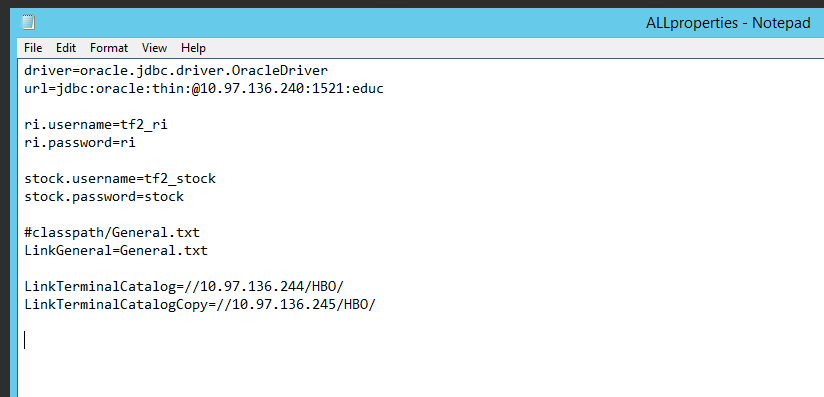 ALLproperties - Notepad
File Edit Format View Help
driver=oracle.jdbc.driver.OracleDriver
url=jdbc:oracle:thin:@10.97.136.240:1521:educ
ri.username=tf2_ri
ri.password=ri
stock.username=tf2_stock
stock.password=stock
#classpath/General.txt
LinkGeneral=General.txt
LinkTerminalCatalog=//10.97.136.244/HBO/
LinkTerminalCatalogCopy=//10.97.136.245/HBO/